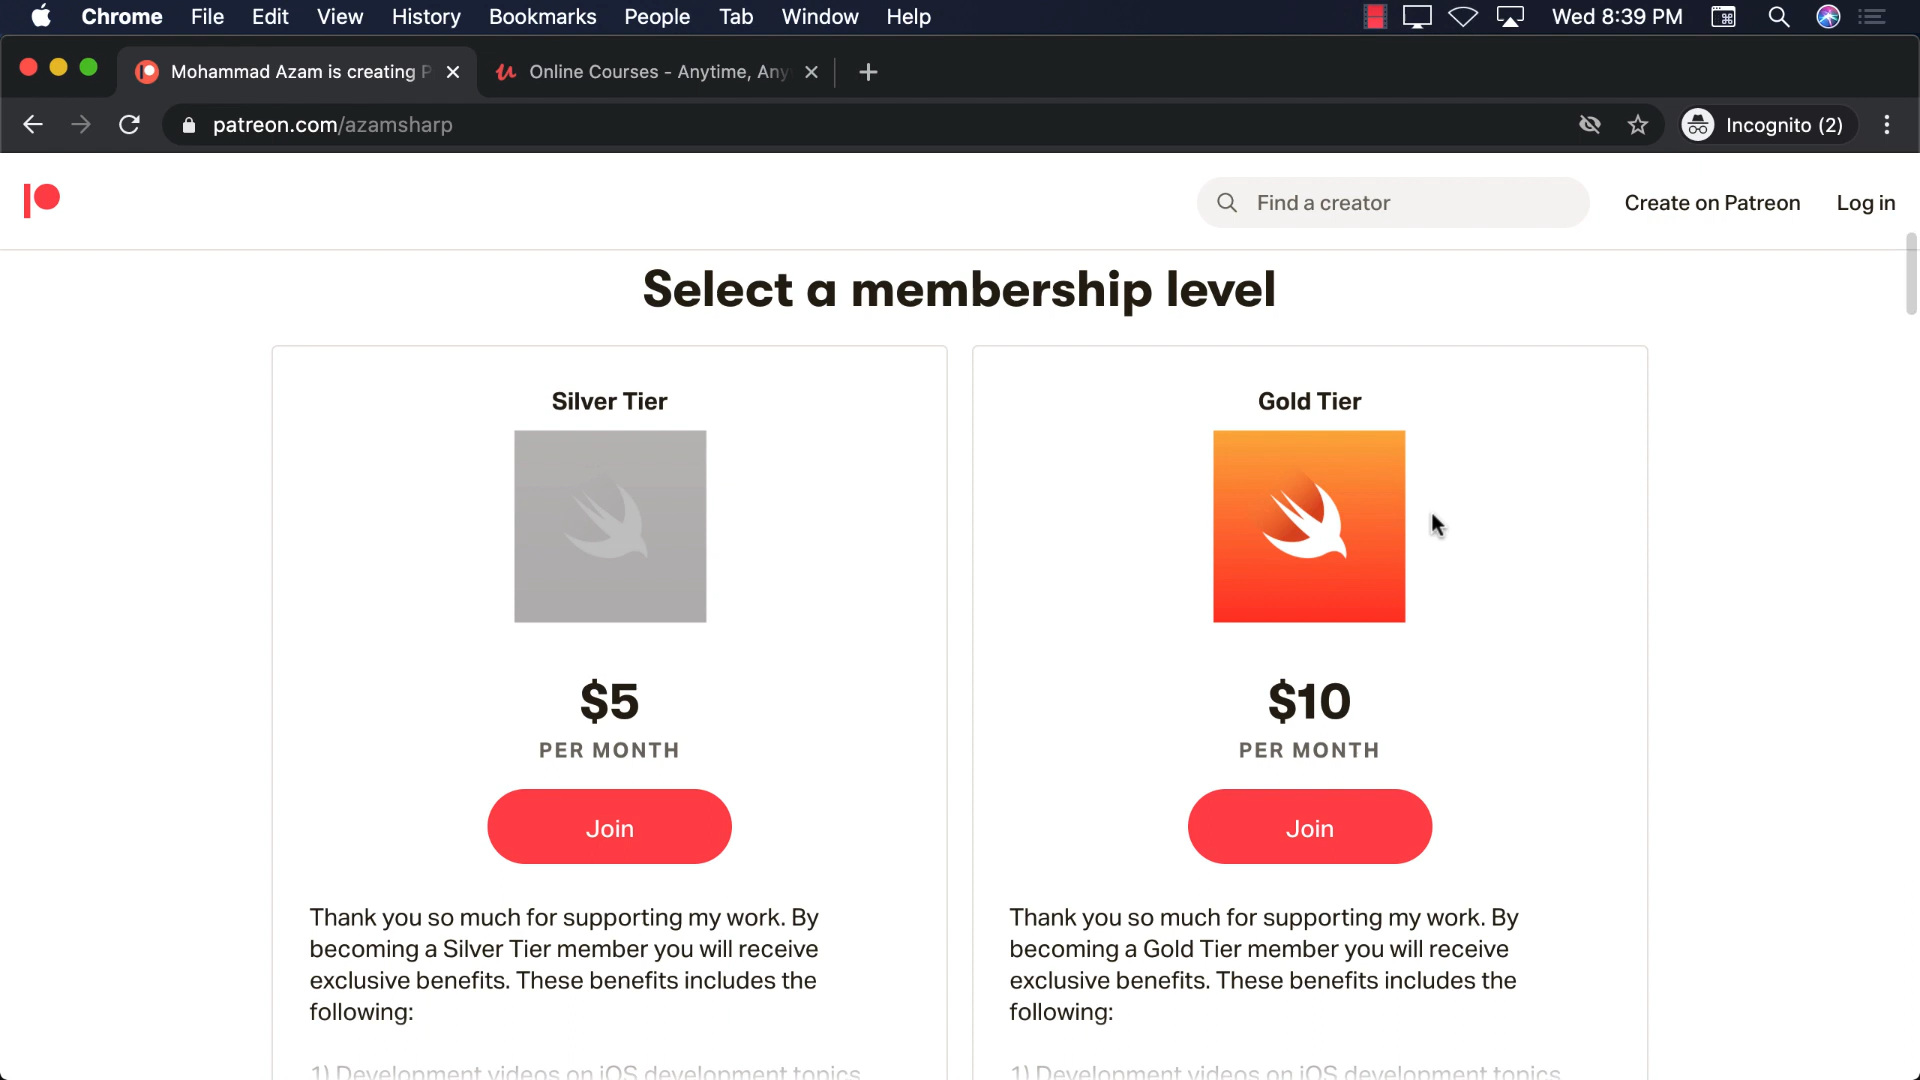 Chrome File Edit View History Bookmarks People Tab Window Help Wed 8:39 PM
Mohammad Azam is creating P Online Courses - Anytime, Any
patreon.com/azamsharp Incognito (2)
Find a creator Create on Patreon Log in
Select a membership level
Silver Tier
$5
PER MONTH
Join
Thank you so much for supporting my work. By
becoming a Silver Tier member you will receive
exclusive benefits. These benefits includes the
following:
1) Development videos on iOS development topics
Gold Tier
$10
PER MONTH
Join
Thank you so much for supporting my work. By
becoming a Gold Tier member you will receive
exclusive benefits. These benefits includes the
following:
1) Development videos on iOS development topics